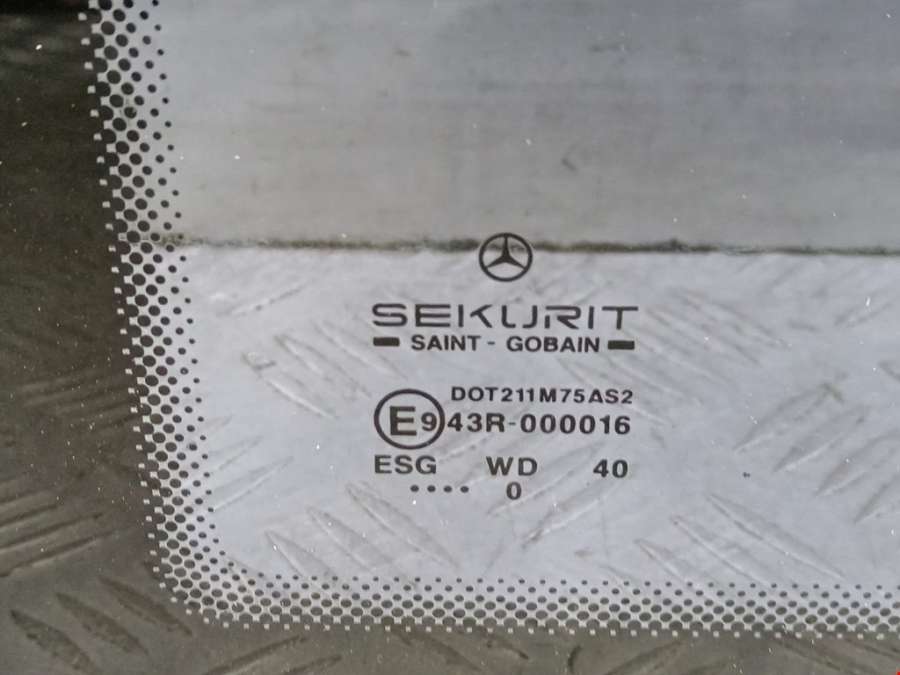 SEKURIT
SAINT - GOBAIN
DOT211M75AS2
E9 43R-000016
ESG WD 40
.... 0